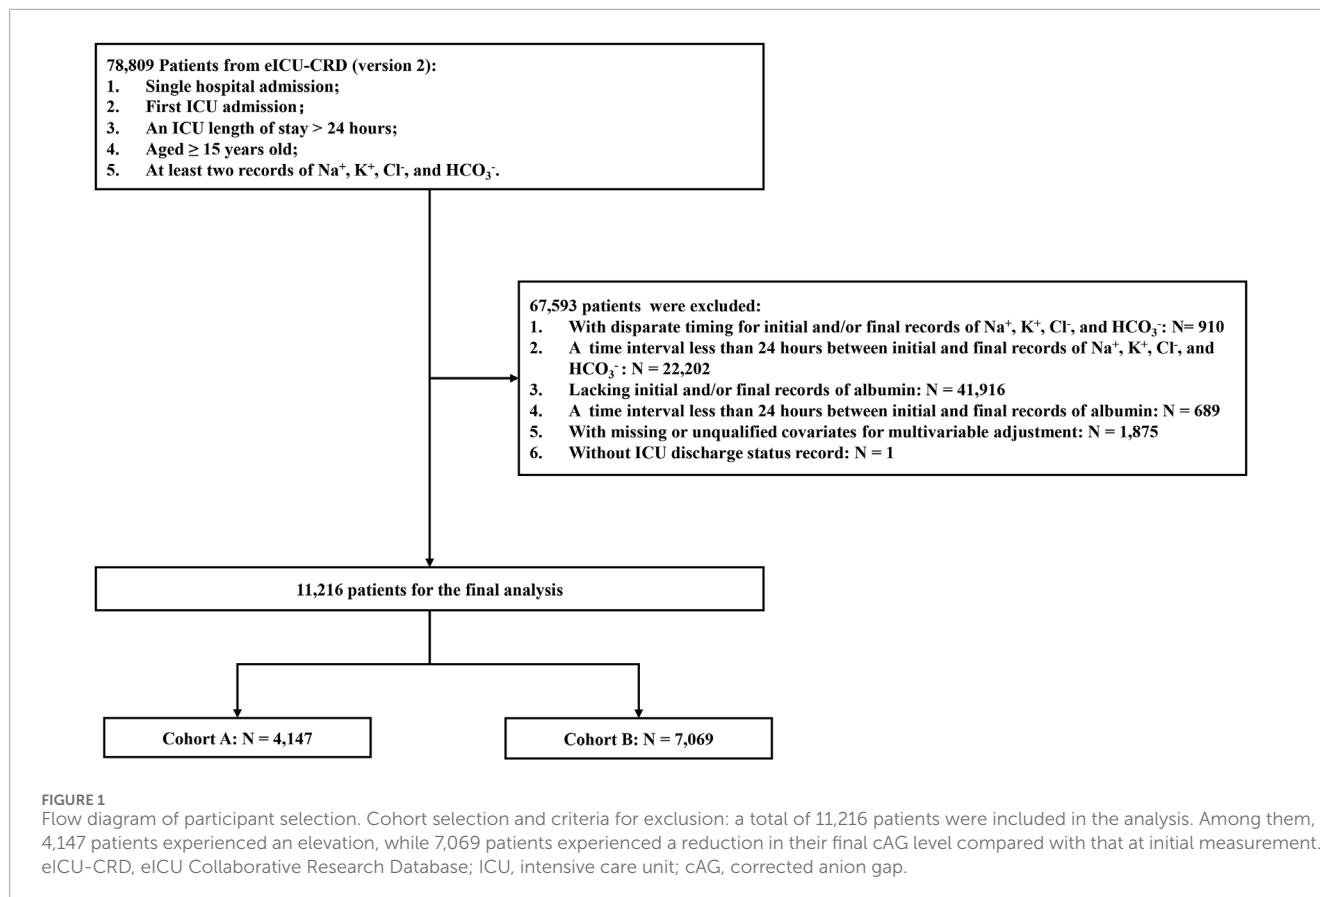 78,809 Patients from eICU-CRD (version 2):
1. Single hospital admission;
2. First ICU admission;
3. An ICU length of stay > 24 hours;
4. Aged ≥ 15 years old;
5. At least two records of Na⁺, K⁺, Cl⁻, and HCO₃⁻.
67,593 patients were excluded:
1. With disparate timing for initial and/or final records of Na⁺, K⁺, Cl⁻, and HCO₃⁻: N= 910
2. A time interval less than 24 hours between initial and final records of Na⁺, K⁺, Cl⁻, and
HCO₃⁻ : N = 22,202
3. Lacking initial and/or final records of albumin: N = 41,916
4. A time interval less than 24 hours between initial and final records of albumin: N = 689
5. With missing or unqualified covariates for multivariable adjustment: N = 1,875
6. Without ICU discharge status record: N = 1
11,216 patients for the final analysis
Cohort A: N = 4,147
Cohort B: N = 7,069
FIGURE 1
Flow diagram of participant selection. Cohort selection and criteria for exclusion: a total of 11,216 patients were included in the analysis. Among them,
4,147 patients experienced an elevation, while 7,069 patients experienced a reduction in their final cAG level compared with that at initial measurement.
eICU-CRD, eICU Collaborative Research Database; ICU, intensive care unit; cAG, corrected anion gap.